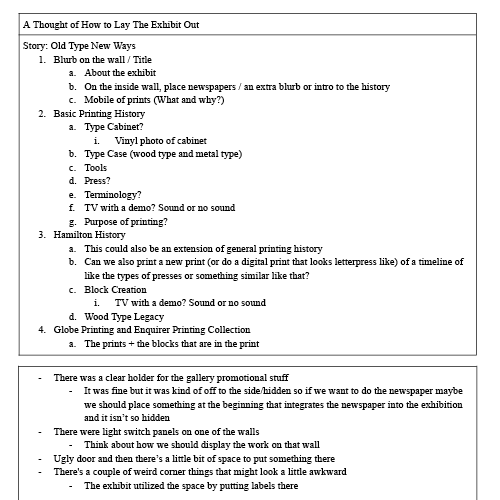 A Thought of How to Lay The Exhibit Out
Story: Old Type New Ways
1. Blurb on the wall / Title
a. About the exhibit
b. On the inside wall, place newspapers / an extra blurb or intro to the history
c. Mobile of prints (What and why?)
2. Basic Printing History
a. Type Cabinet?
i. Vinyl photo of cabinet
b. Type Case (wood type and metal type)
c. Tools
d. Press?
e. Terminology?
f. TV with a demo? Sound or no sound
g. Purpose of printing?
3. Hamilton History
a. This could also be an extension of general printing history
b. Can we also print a new print (or do a digital print that looks letterpress like) of a timeline of
like the types of presses or something similar like that?
c. Block Creation
i. TV with a demo? Sound or no sound
d. Wood Type Legacy
4. Globe Printing and Enquirer Printing Collection
a. The prints + the blocks that are in the print
- There was a clear holder for the gallery promotional stuff
- It was fine but it was kind of off to the side/hidden so if we want to do the newspaper maybe
we should place something at the beginning that integrates the newspaper into the exhibition
and it isn't so hidden
- There were light switch panels on one of the walls
- Think about how we should display the work on that wall
- Ugly door and then there's a little bit of space to put something there
- There's a couple of weird corner things that might look a little awkward
- The exhibit utilized the space by putting labels there